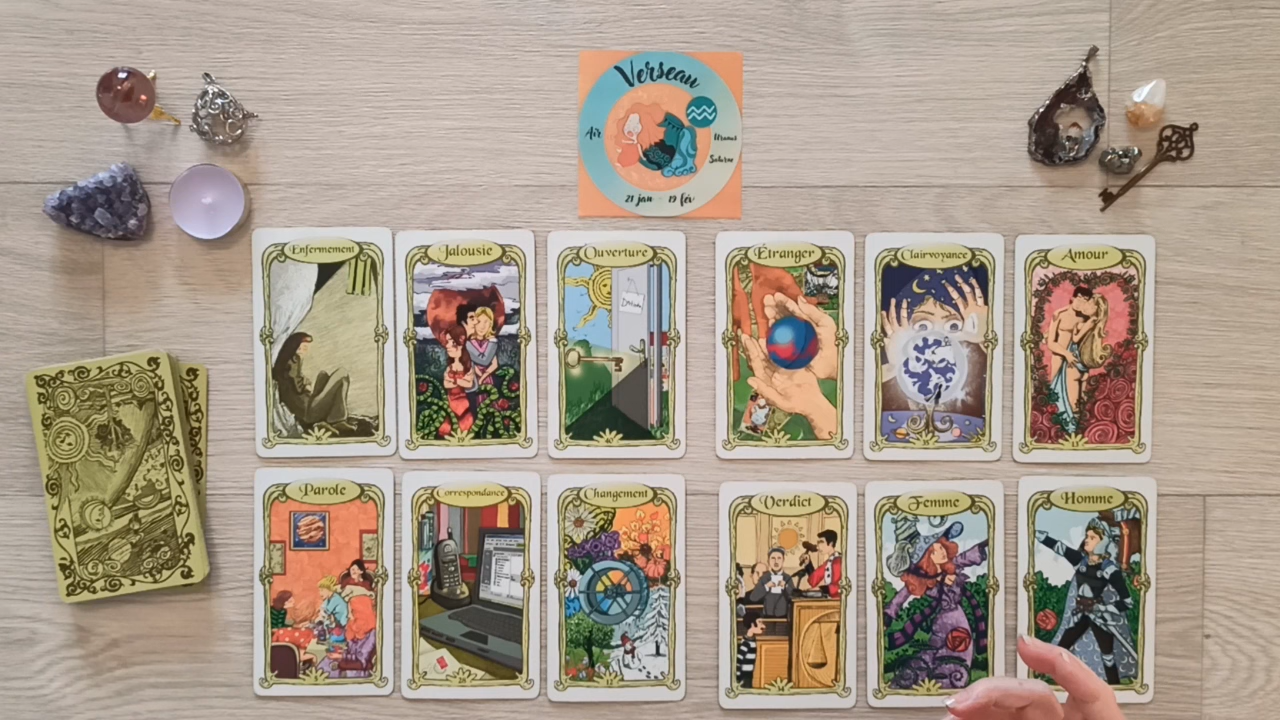 Verseau
Air
Uranus
Saturne
21 jan - 19 fév
Enfermement
Jalousie
Ouverture
Étranger
Clairvoyance
Amour
Parole
Correspondance
Changement
Verdict
Femme
Homme